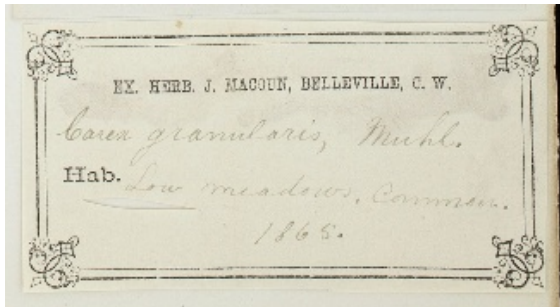 EX. HERB. J. MACOUN, BELLEVILLE, C. W.
Carex granularis, Muhl.
Hab. Low meadows. Common.
1865.